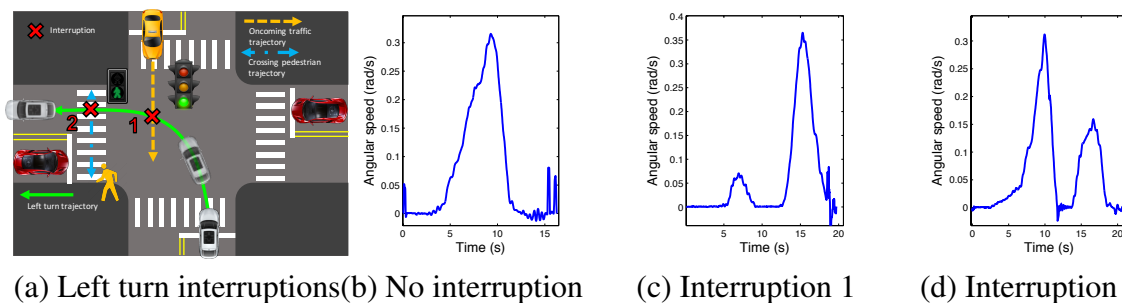 Interruption
Oncoming traffic
trajectory
Crossing pedestrian
trajectory
2
1
Left turn trajectory
Angular speed (rad/s)
0.3
0.25
0.2
0.15
0.1
0.05
0
0 5 10 15
Time (s)
Angular speed (rad/s)
0.4
0.35
0.3
0.25
0.2
0.15
0.1
0.05
0
0 5 10 15 20
Time (s)
Angular speed (rad/s)
0.3
0.2
0.1
0
0 5 10 15 20
Time (s)
(a) Left turn interruptions(b) No interruption
(c) Interruption 1
(d) Interruption